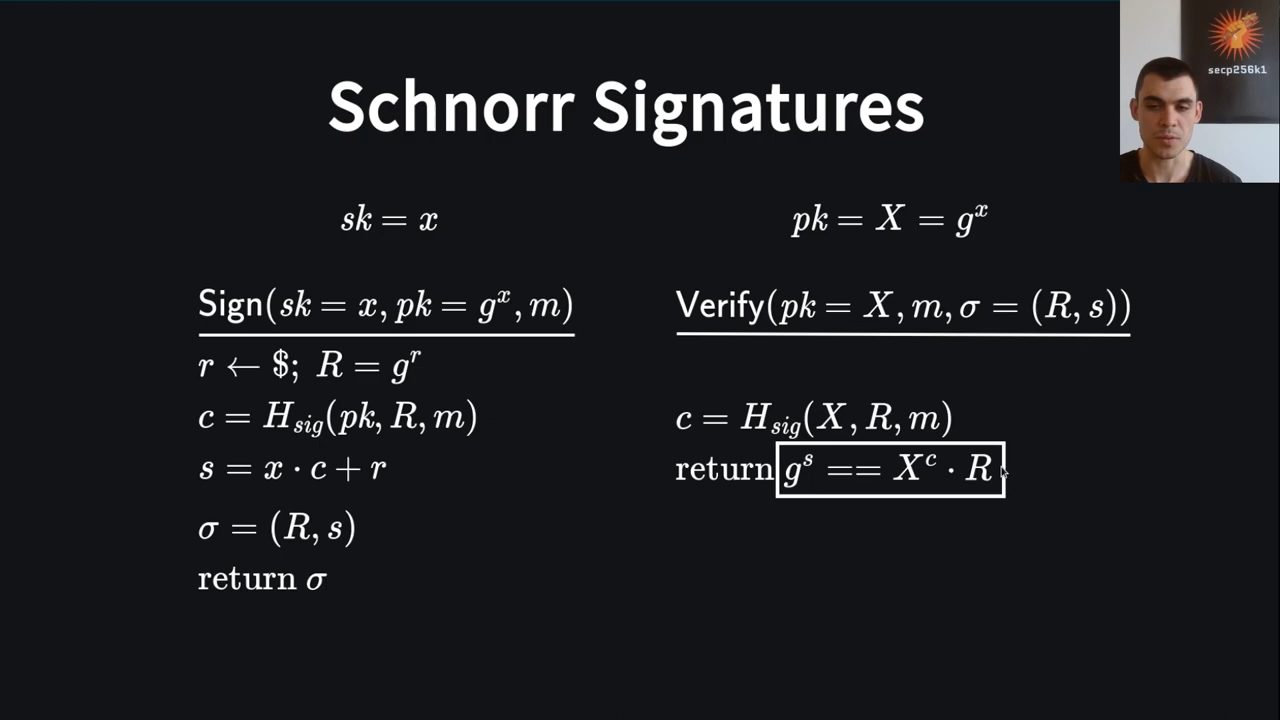 Schnorr Signatures
secp256k1
sk = x
pk = X = g^x
Sign(sk = x, pk = g^x, m)
r ← $; R = g^r
c = H_sig(pk, R, m)
s = x · c + r
σ = (R, s)
return σ
Verify(pk = X, m, σ = (R, s))
c = H_sig(X, R, m)
return g^s == X^c · R